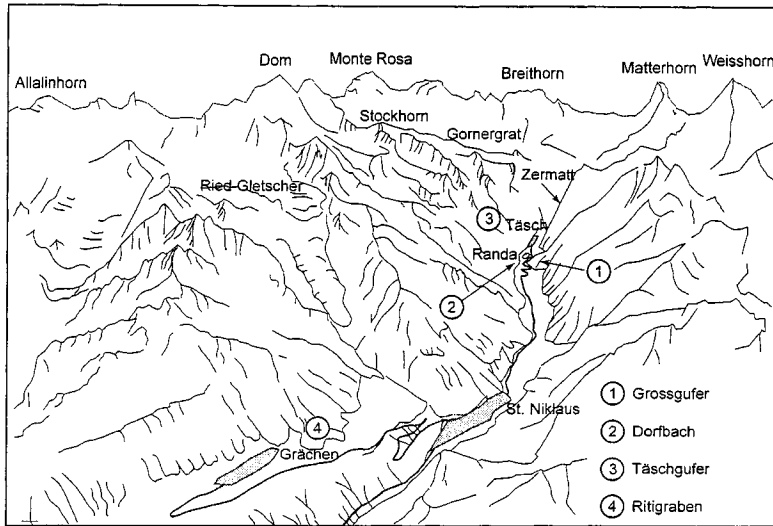 Allalinhorn
Dom
Monte Rosa
Breithorn
Matterhorn
Weisshorn
Stockhorn
Gornergrat
Zermatt
Ried-Gletscher
3
Täsch
Randa
1
2
St. Niklaus
4
Grächen
1 Grossgufer
2 Dorfbach
3 Täschgufer
4 Ritigraben